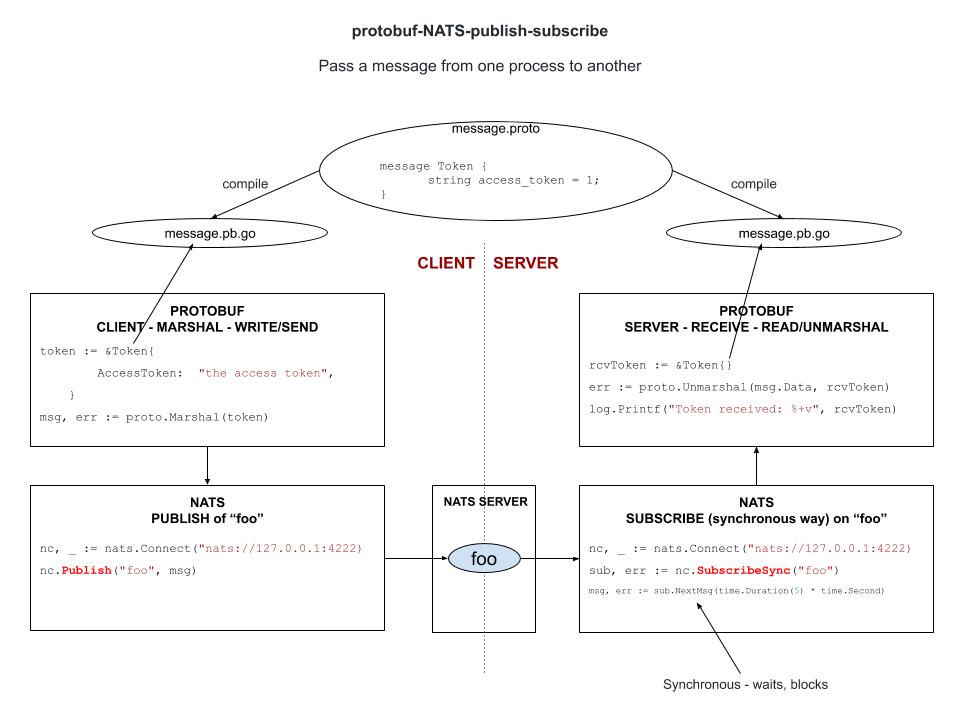 protobuf-NATS-publish-subscribe
Pass a message from one process to another
message.proto
message Token {
string access_token = 1;
}
compile
compile
message.pb.go
message.pb.go
CLIENT
SERVER
PROTOBUF
CLIENT - MARSHAL - WRITE/SEND
token := &Token{
AccessToken: "the access token",
}
msg, err := proto.Marshal(token)
PROTOBUF
SERVER - RECEIVE - READ/UNMARSHAL
rcvToken := &Token{}
err := proto.Unmarshal(msg.Data, rcvToken)
log.Printf("Token received: %+v", rcvToken)
NATS
PUBLISH of “foo”
nc, _ := nats.Connect("nats://127.0.0.1:4222)
nc.Publish("foo", msg)
NATS SERVER
foo
NATS
SUBSCRIBE (synchronous way) on “foo”
nc, _ := nats.Connect("nats://127.0.0.1:4222)
sub, err := nc.SubscribeSync("foo")
msg, err := sub.NextMsg(time.Duration(5) * time.Second)
Synchronous - waits, blocks